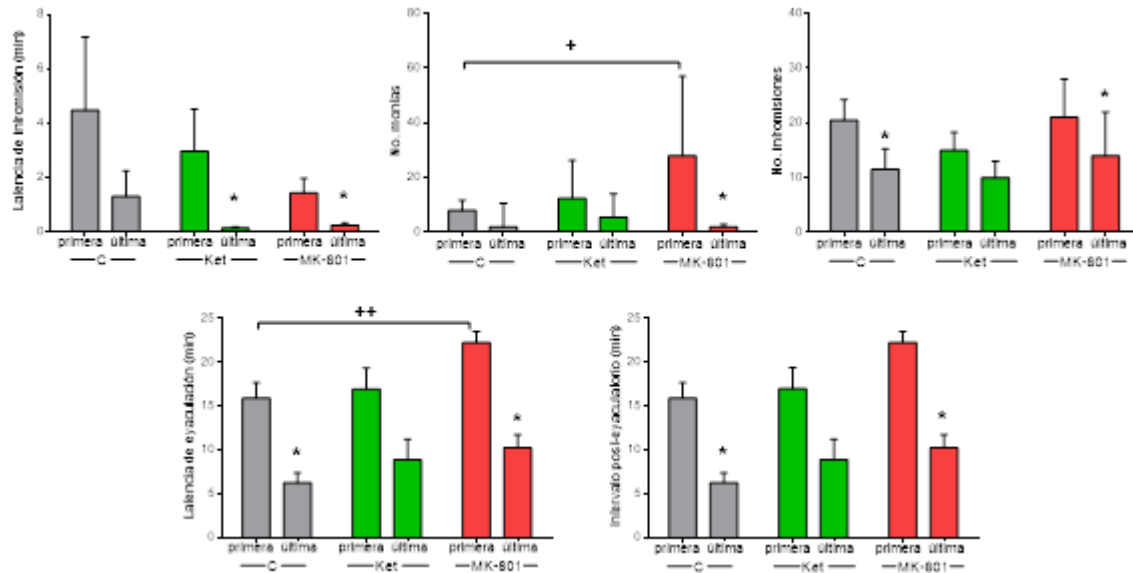 Latencia de intromisión (min)
8
6
4
2
0
*
*
primera última primera última primera última
C Ket MK-801
No. montas
80
60
40
20
0
+
*
primera última primera última primera última
C Ket MK-801
No. intromisiones
40
30
20
10
0
*
*
primera última primera última primera última
C Ket MK-801
Latencia de eyaculación (min)
25
20
15
10
5
0
++
*
*
primera última primera última primera última
C Ket MK-801
Intervalo post-eyaculatorio (min)
25
20
15
10
5
0
*
*
primera última primera última primera última
C Ket MK-801